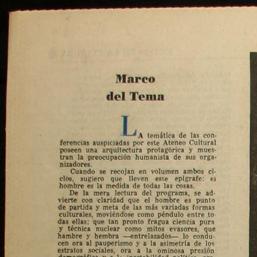 Marco
del Tema
LA temática de las con-
ferencias auspiciadas por este Ateneo Cultural
poseen una arquitectura protagórica y mues-
tran la preocupación humanista de sus or-
ganizadores.
Cuando se recojan en volumen ambos ci-
clos, sugiero que lleven este epígrafe: el
hombre es la medida de todas las cosas.
De la mera lectura del programa, se ad-
vierte con claridad que el hombre es punto
de partida y meta de las más variadas formas
culturales, moviéndose como péndulo entre to-
das ellas; que tan pronto fragua ciencia pura
y técnica nuclear como mitos evasores, que
hambre y hembra —entrelazados— lo condu-
cen ora al pauperismo y a la asimetría de los
estratos sociales, ora a la ominosa presión